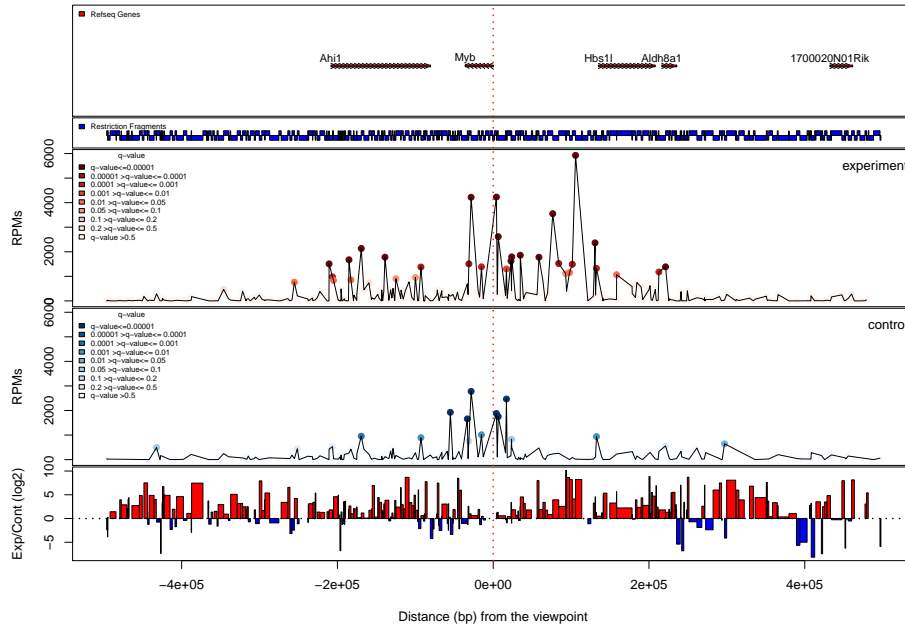 Refseq Genes
Ahi1
Myb
Hbs1l
Aldh8a1
1700020N01Rik
Restriction Fragments
experiment
RPMs
0 2000 4000 6000
q−value
q−value<=0.00001
0.00001 >q−value<= 0.0001
0.0001 >q−value<= 0.001
0.001 >q−value<= 0.01
0.01 >q−value<= 0.05
0.05 >q−value<= 0.1
0.1 >q−value<= 0.2
0.2 >q−value<= 0.5
q−value >0.5
contro
RPMs
0 2000 4000 6000
q−value
q−value<=0.00001
0.00001 >q−value<= 0.0001
0.0001 >q−value<= 0.001
0.001 >q−value<= 0.01
0.01 >q−value<= 0.05
0.05 >q−value<= 0.1
0.1 >q−value<= 0.2
0.2 >q−value<= 0.5
q−value >0.5
Exp/Cont (log2)
−5 0 5 10
−4e+05 −2e+05 0e+00 2e+05 4e+05
Distance (bp) from the viewpoint